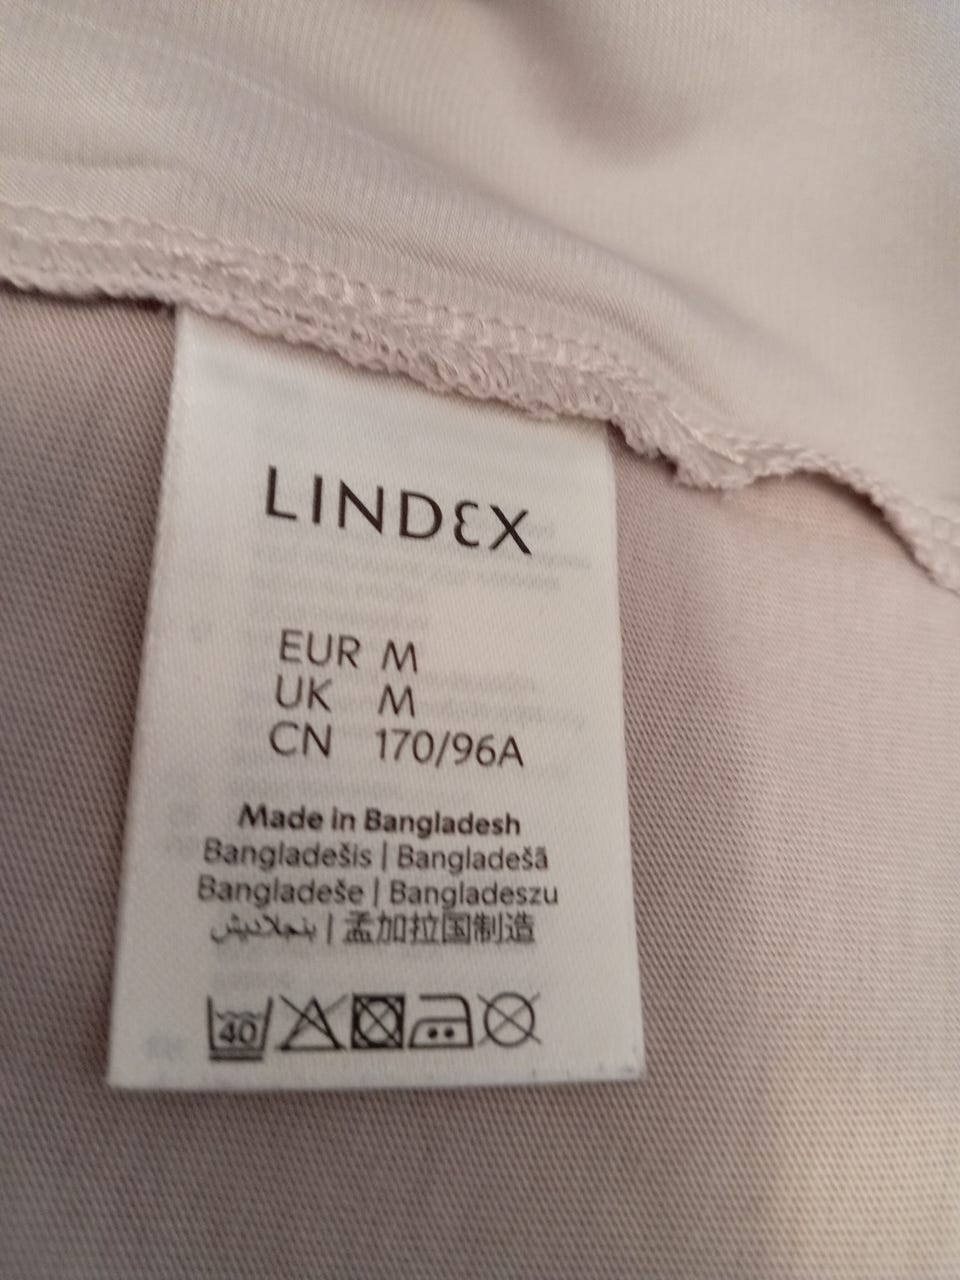 LINDEX
EUR M
UK M
CN 170/96A
Made in Bangladesh
Bangladešis | Bangladešā
Bangladeše | Bangladeszu
بنجلاديش | 孟加拉国制造
40